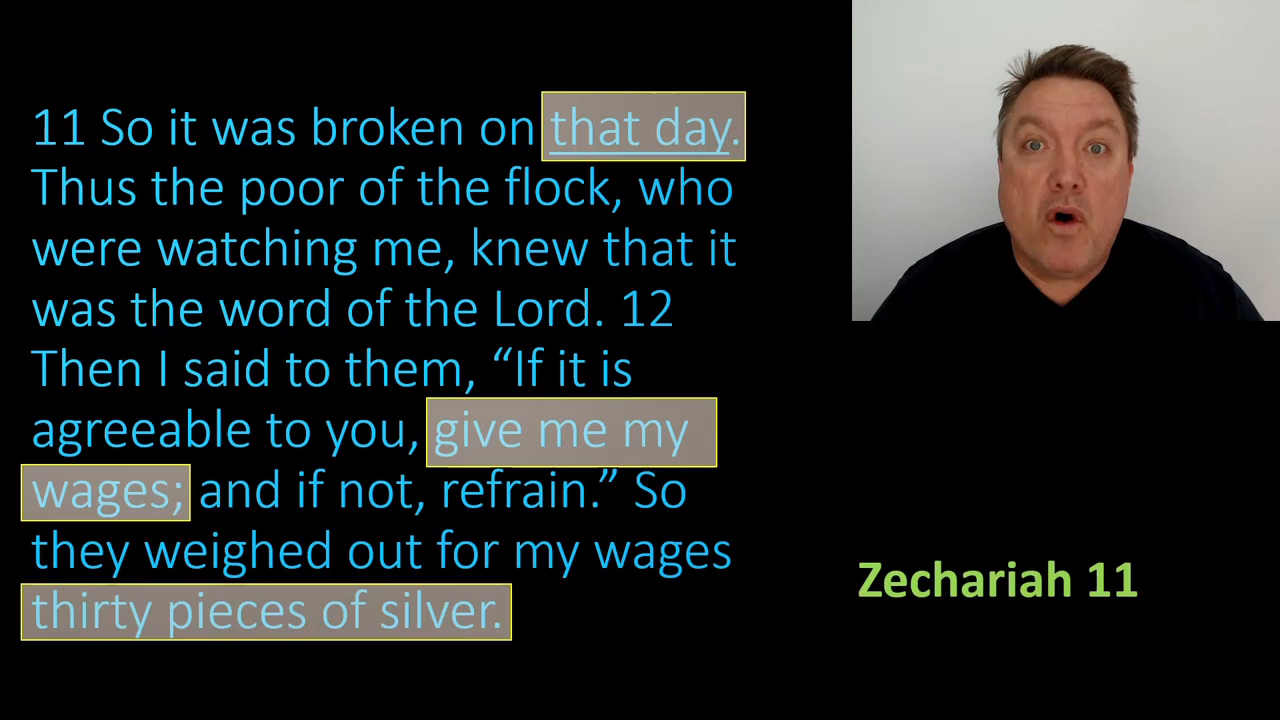 11 So it was broken on that day.
Thus the poor of the flock, who
were watching me, knew that it
was the word of the Lord. 12
Then I said to them, “If it is
agreeable to you, give me my
wages; and if not, refrain.” So
they weighed out for my wages
thirty pieces of silver.
Zechariah 11